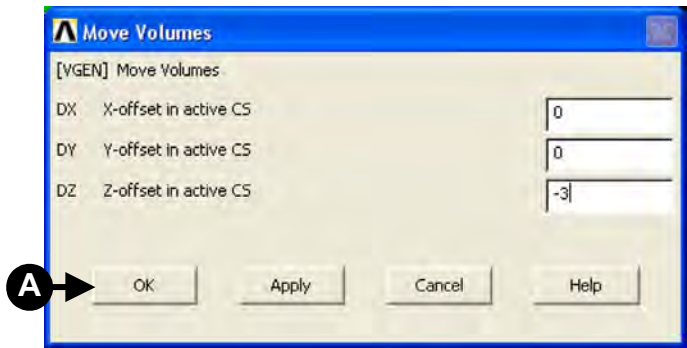 Move Volumes
[VGEN] Move Volumes
DX X-offset in active CS 0
DY Y-offset in active CS 0
DZ Z-offset in active CS -3
A OK Apply Cancel Help